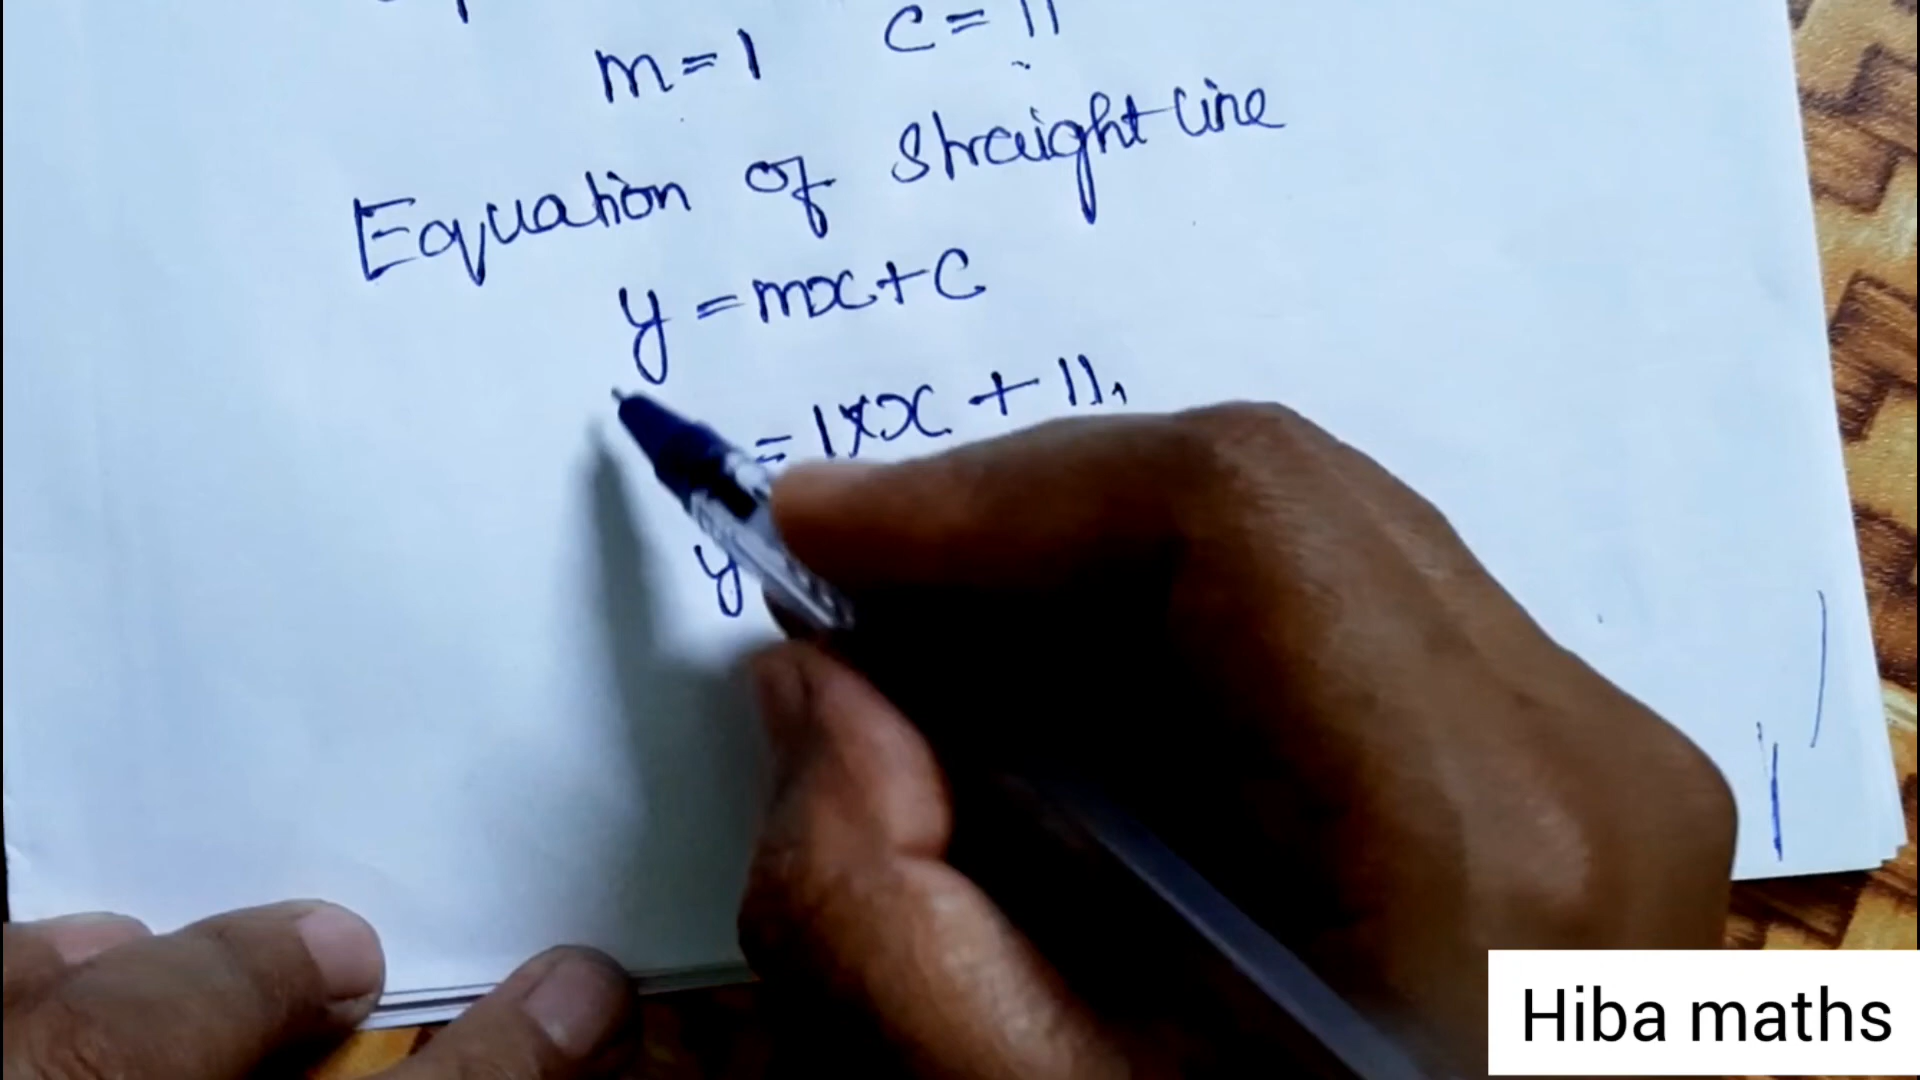 m = 1 c = 11
Equation of straight line
y = mx + c
= 1 × x + 11,
y
Hiba maths